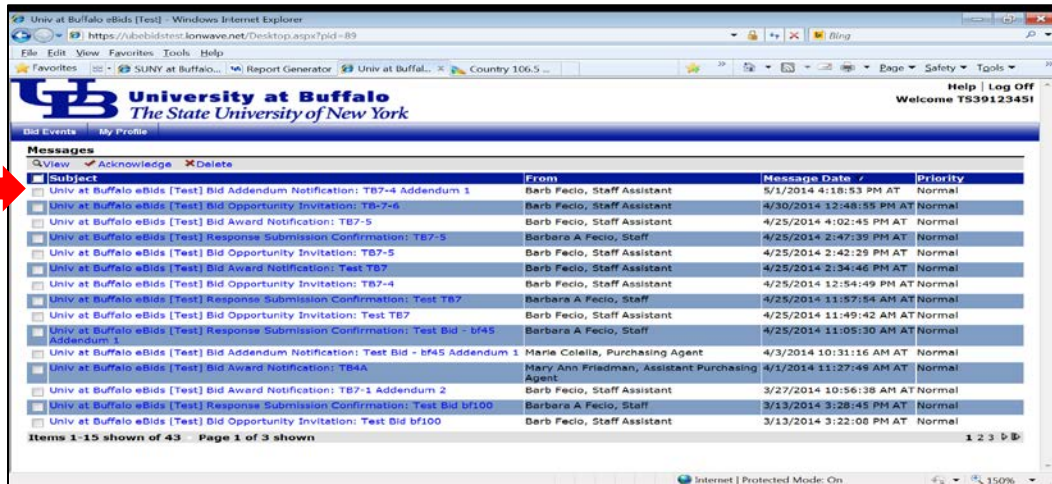 Univ at Buffalo eBids [Test] - Windows Internet Explorer
https://ubebidstest.ionwave.net/Desktop.aspx?pid=89
Bing
File Edit View Favorites Tools Help
Favorites SUNY at Buffalo... Report Generator Univ at Buffal... Country 106.5 ...
Page Safety Tools
Help | Log Off
Welcome TS3912345!
UB University at Buffalo
The State University of New York
Bid Events My Profile
Messages
View Acknowledge Delete
Subject From Message Date Priority
Univ at Buffalo eBids [Test] Bid Addendum Notification: TB7-4 Addendum 1 Barb Fecio, Staff Assistant 5/1/2014 4:18:53 PM AT Normal
Univ at Buffalo eBids [Test] Bid Opportunity Invitation: TB-7-6 Barb Fecio, Staff Assistant 4/30/2014 12:48:55 PM AT Normal
Univ at Buffalo eBids [Test] Bid Award Notification: TB7-5 Barb Fecio, Staff Assistant 4/25/2014 4:02:45 PM AT Normal
Univ at Buffalo eBids [Test] Response Submission Confirmation: TB7-5 Barbara A Fecio, Staff 4/25/2014 2:47:39 PM AT Normal
Univ at Buffalo eBids [Test] Bid Opportunity Invitation: TB7-5 Barb Fecio, Staff Assistant 4/25/2014 2:42:29 PM AT Normal
Univ at Buffalo eBids [Test] Bid Award Notification: Test TB7 Barb Fecio, Staff Assistant 4/25/2014 2:34:46 PM AT Normal
Univ at Buffalo eBids [Test] Bid Opportunity Invitation: TB7-4 Barb Fecio, Staff Assistant 4/25/2014 12:54:49 PM AT Normal
Univ at Buffalo eBids [Test] Response Submission Confirmation: Test TB7 Barbara A Fecio, Staff 4/25/2014 11:57:54 AM AT Normal
Univ at Buffalo eBids [Test] Bid Opportunity Invitation: Test TB7 Barb Fecio, Staff Assistant 4/25/2014 11:49:42 AM AT Normal
Univ at Buffalo eBids [Test] Response Submission Confirmation: Test Bid - bf45 Barbara A Fecio, Staff 4/25/2014 11:05:30 AM AT Normal
Addendum 1
Univ at Buffalo eBids [Test] Bid Addendum Notification: Test Bid - bf45 Addendum 1 Marie Colella, Purchasing Agent 4/3/2014 10:31:16 AM AT Normal
Univ at Buffalo eBids [Test] Bid Award Notification: TB4A Mary Ann Friedman, Assistant Purchasing 4/1/2014 11:27:49 AM AT Normal
Agent
Univ at Buffalo eBids [Test] Bid Award Notification: TB7-1 Addendum 2 Barb Fecio, Staff Assistant 3/27/2014 10:56:38 AM AT Normal
Univ at Buffalo eBids [Test] Response Submission Confirmation: Test Bid bf100 Barbara A Fecio, Staff 3/13/2014 3:28:45 PM AT Normal
Univ at Buffalo eBids [Test] Bid Opportunity Invitation: Test Bid bf100 Barb Fecio, Staff Assistant 3/13/2014 3:22:08 PM AT Normal
Items 1-15 shown of 43 Page 1 of 3 shown 1 2 3
Internet | Protected Mode: On 150%